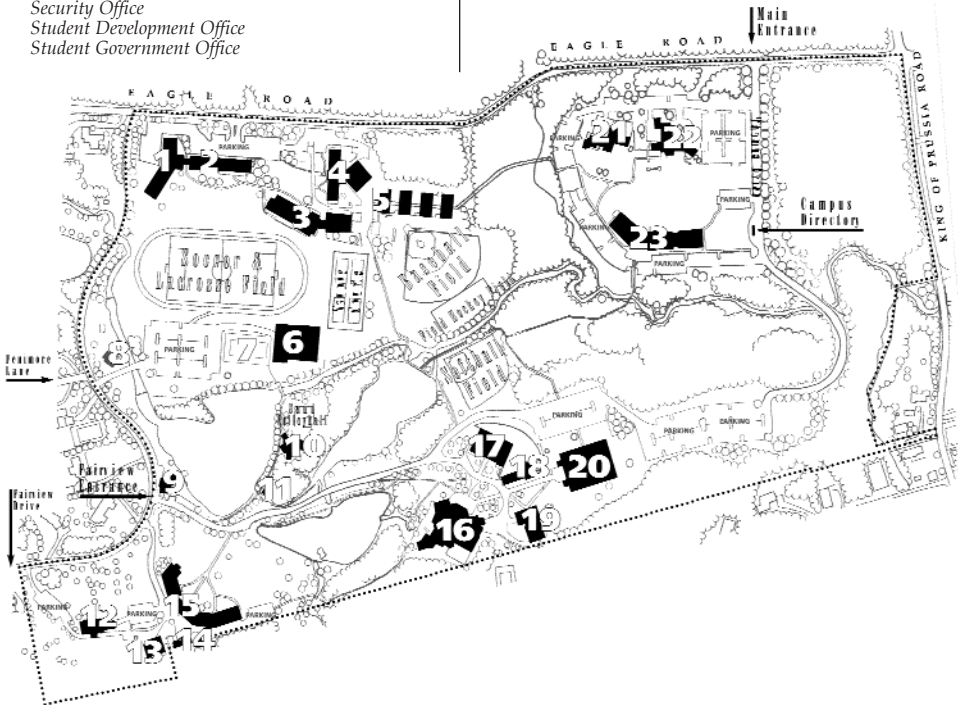 Security Office
Student Development Office
Student Government Office
Main
Entrance
EAGLE ROAD
EAGLE ROAD
KING OF PRUSSIA ROAD
PARKING
PARKING
21
22
PARKING
1
2
4
5
3
PARKING
Campus
Directory
PARKING
23
PARKING
Soccer &
Lacrosse Field
Baseball
Field
Field Hockey
6
7
8
PARKING
Fenimore
Lane
Softball
Field
PARKING
PARKING
PARKING
Sand
Volleyball
10
17
18
20
Fairview
Entrance
9
11
Fairview
Drive
16
19
PARKING
12
PARKING
15
PARKING
13
14